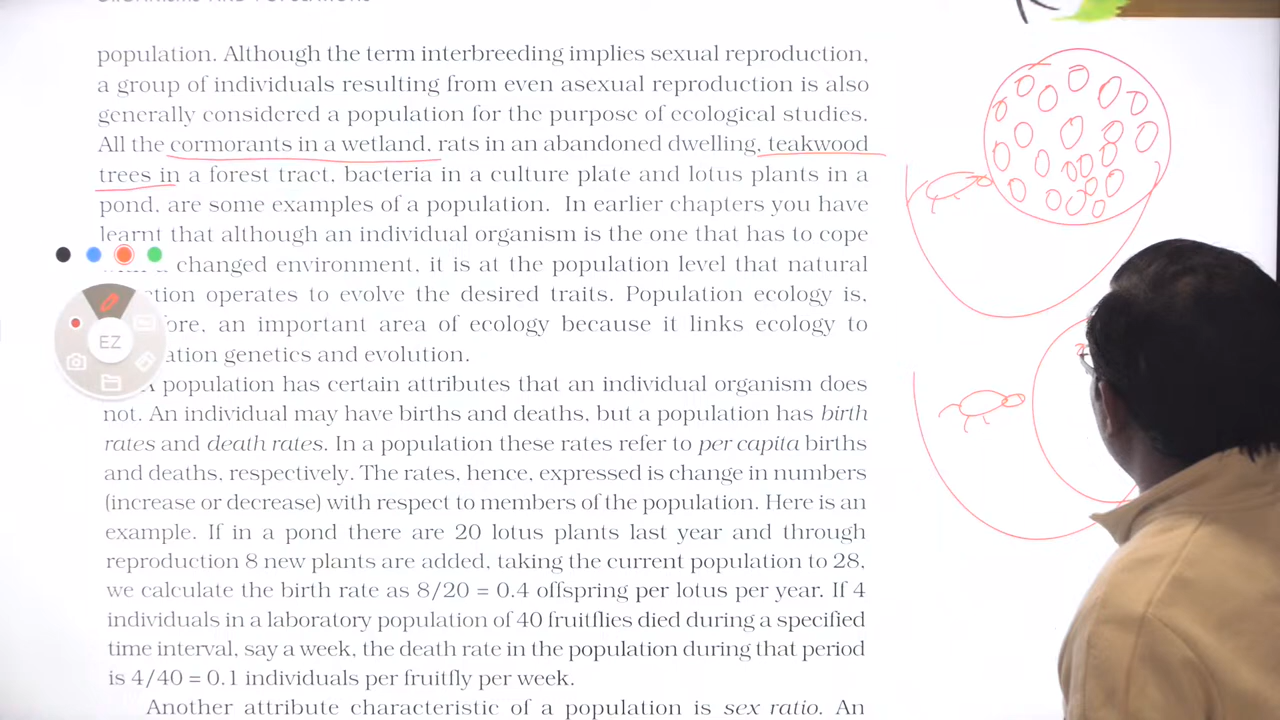 population. Although the term interbreeding implies sexual reproduction,
a group of individuals resulting from even asexual reproduction is also
generally considered a population for the purpose of ecological studies.
All the cormorants in a wetland, rats in an abandoned dwelling, teakwood
trees in a forest tract, bacteria in a culture plate and lotus plants in a
pond, are some examples of a population. In earlier chapters you have
learnt that although an individual organism is the one that has to cope
changed environment, it is at the population level that natural
operates to evolve the desired traits. Population ecology is,
an important area of ecology because it links ecology to
genetics and evolution.
A population has certain attributes that an individual organism does
not. An individual may have births and deaths, but a population has birth
rates and death rates. In a population these rates refer to per capita births
and deaths, respectively. The rates, hence, expressed is change in numbers
(increase or decrease) with respect to members of the population. Here is an
example. If in a pond there are 20 lotus plants last year and through
reproduction 8 new plants are added, taking the current population to 28,
we calculate the birth rate as 8/20 = 0.4 offspring per lotus per year. If 4
individuals in a laboratory population of 40 fruitflies died during a specified
time interval, say a week, the death rate in the population during that period
is 4/40 = 0.1 individuals per fruitfly per week.
Another attribute characteristic of a population is sex ratio. An
EZ